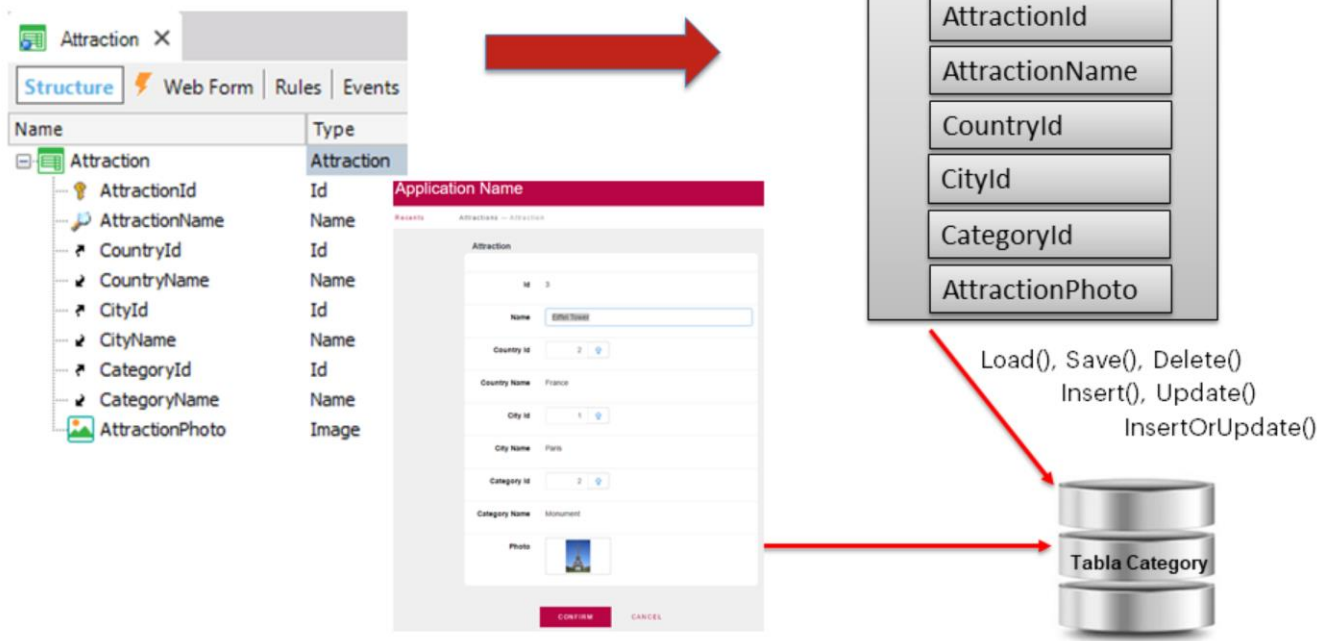 Attraction
Structure Web Form Rules Events
Name Type
Attraction Attraction
AttractionId Id
AttractionName Name
CountryId Id
CountryName Name
CityId Id
CityName Name
CategoryId Id
CategoryName Name
AttractionPhoto Image
Application Name
Recents Attractions — Attraction
Attraction
Id 3
Name Eiffel Tower
Country Id 2
Country Name France
City Id 1
City Name Paris
Category Id 2
Category Name Monument
Photo
CONFIRM CANCEL
AttractionId
AttractionName
CountryId
CityId
CategoryId
AttractionPhoto
Load(), Save(), Delete()
Insert(), Update()
InsertOrUpdate()
Tabla Category